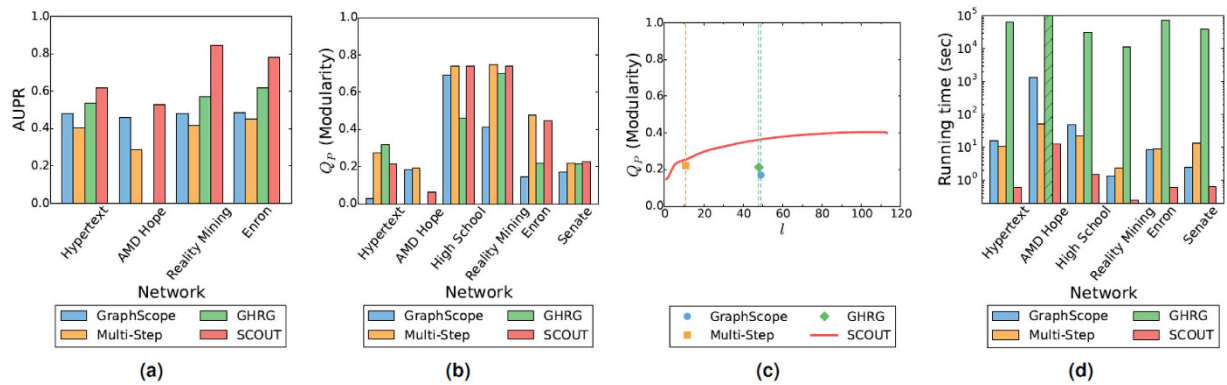 AUPR
1.0
0.8
0.6
0.4
0.2
0.0
Hypertext
AMD Hope
Reality Mining
Enron
Network
GraphScope
GHRG
Multi-Step
SCOUT
(a)
Q_P (Modularity)
1.0
0.8
0.6
0.4
0.2
0.0
Hypertext
AMD Hope
High School
Reality Mining
Enron
Senate
Network
GraphScope
GHRG
Multi-Step
SCOUT
(b)
Q_P (Modularity)
1.0
0.8
0.6
0.4
0.2
0.0
0 20 40 60 80 100 120
l
GraphScope
GHRG
Multi-Step
SCOUT
(c)
Running time (sec)
10^5
10^4
10^3
10^2
10^1
10^0
Hypertext
AMD Hope
High School
Reality Mining
Enron
Senate
Network
GraphScope
GHRG
Multi-Step
SCOUT
(d)